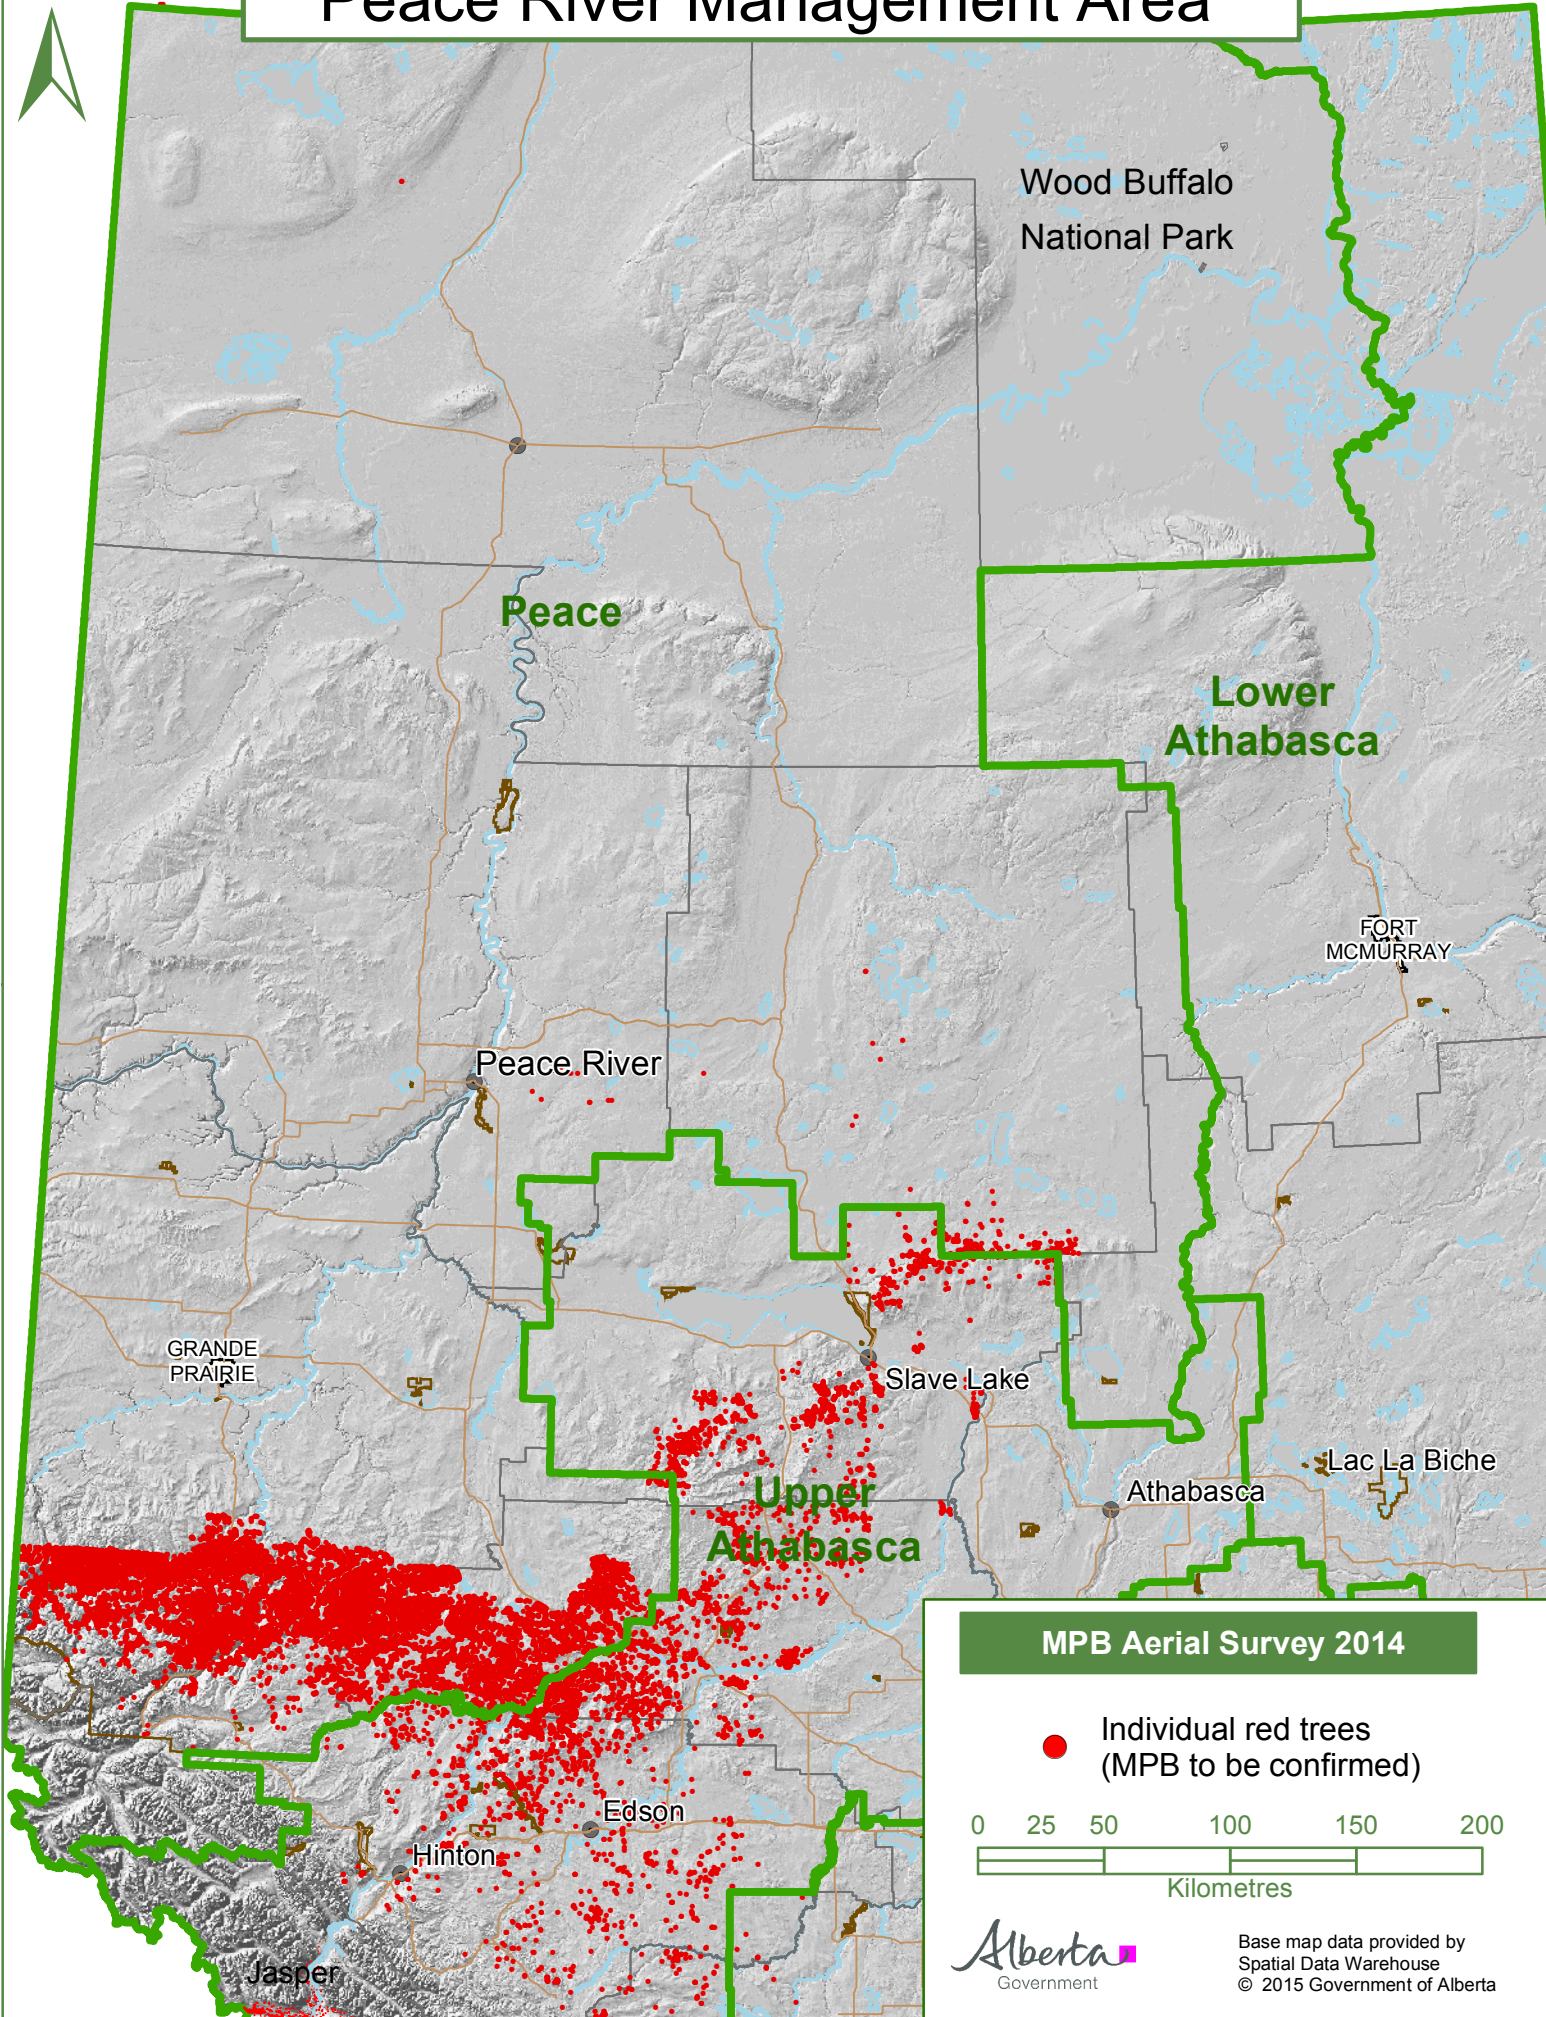 Peace River Management Area
Wood Buffalo
National Park
Peace
Lower
Athabasca
FORT
MCMURRAY
Peace River
GRANDE
PRAIRIE
Slave Lake
Lac La Biche
Athabasca
Upper
Athabasca
Edson
Hinton
Jasper
MPB Aerial Survey 2014
Individual red trees
(MPB to be confirmed)
0 25 50 100 150 200
Kilometres
Alberta
Government
Base map data provided by
Spatial Data Warehouse
© 2015 Government of Alberta